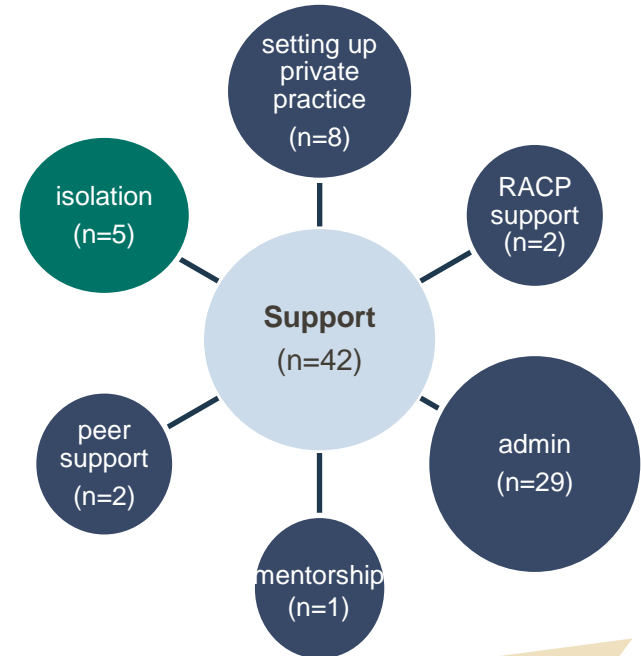 setting up
private
practice
(n=8)
isolation
(n=5)
RACP
support
(n=2)
Support
(n=42)
peer
support
(n=2)
admin
(n=29)
mentorship
(n=1)